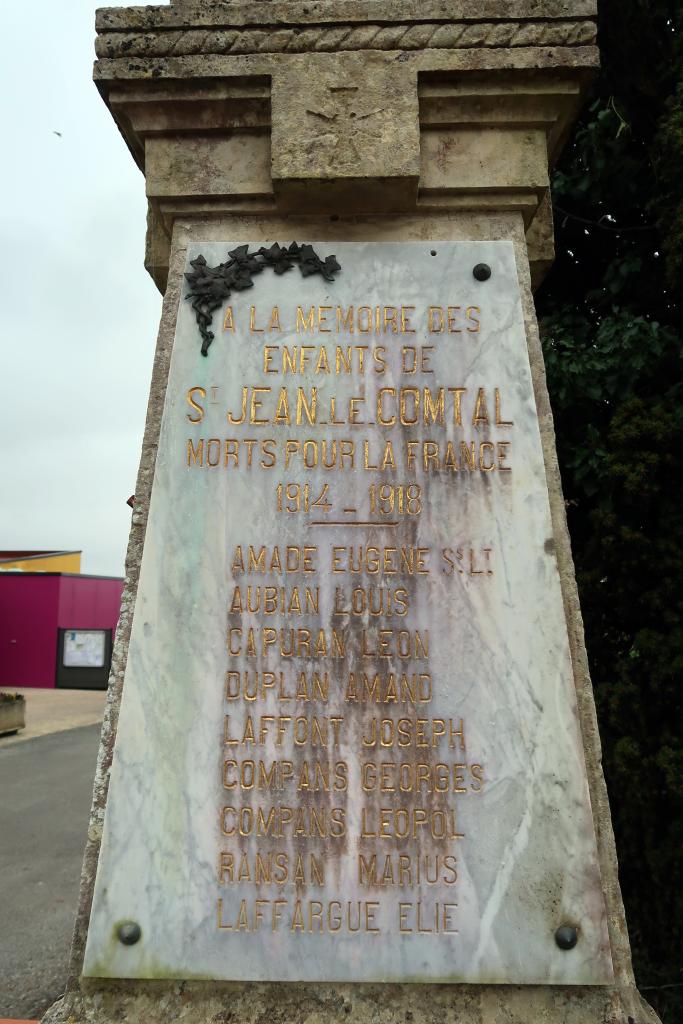 A LA MEMOIRE DES
ENFANTS DE
ST JEAN-LE-COMTAL
MORTS POUR LA FRANCE
1914 - 1918
AMADE EUGENE SS LT
AUBIAN LOUIS
CAPURAN LEON
DUPLAN AMAND
LAFFONT JOSEPH
COMPANS GEORGES
COMPANS LEOPOL
RANSAN MARIUS
LAFFARGUE ELIE